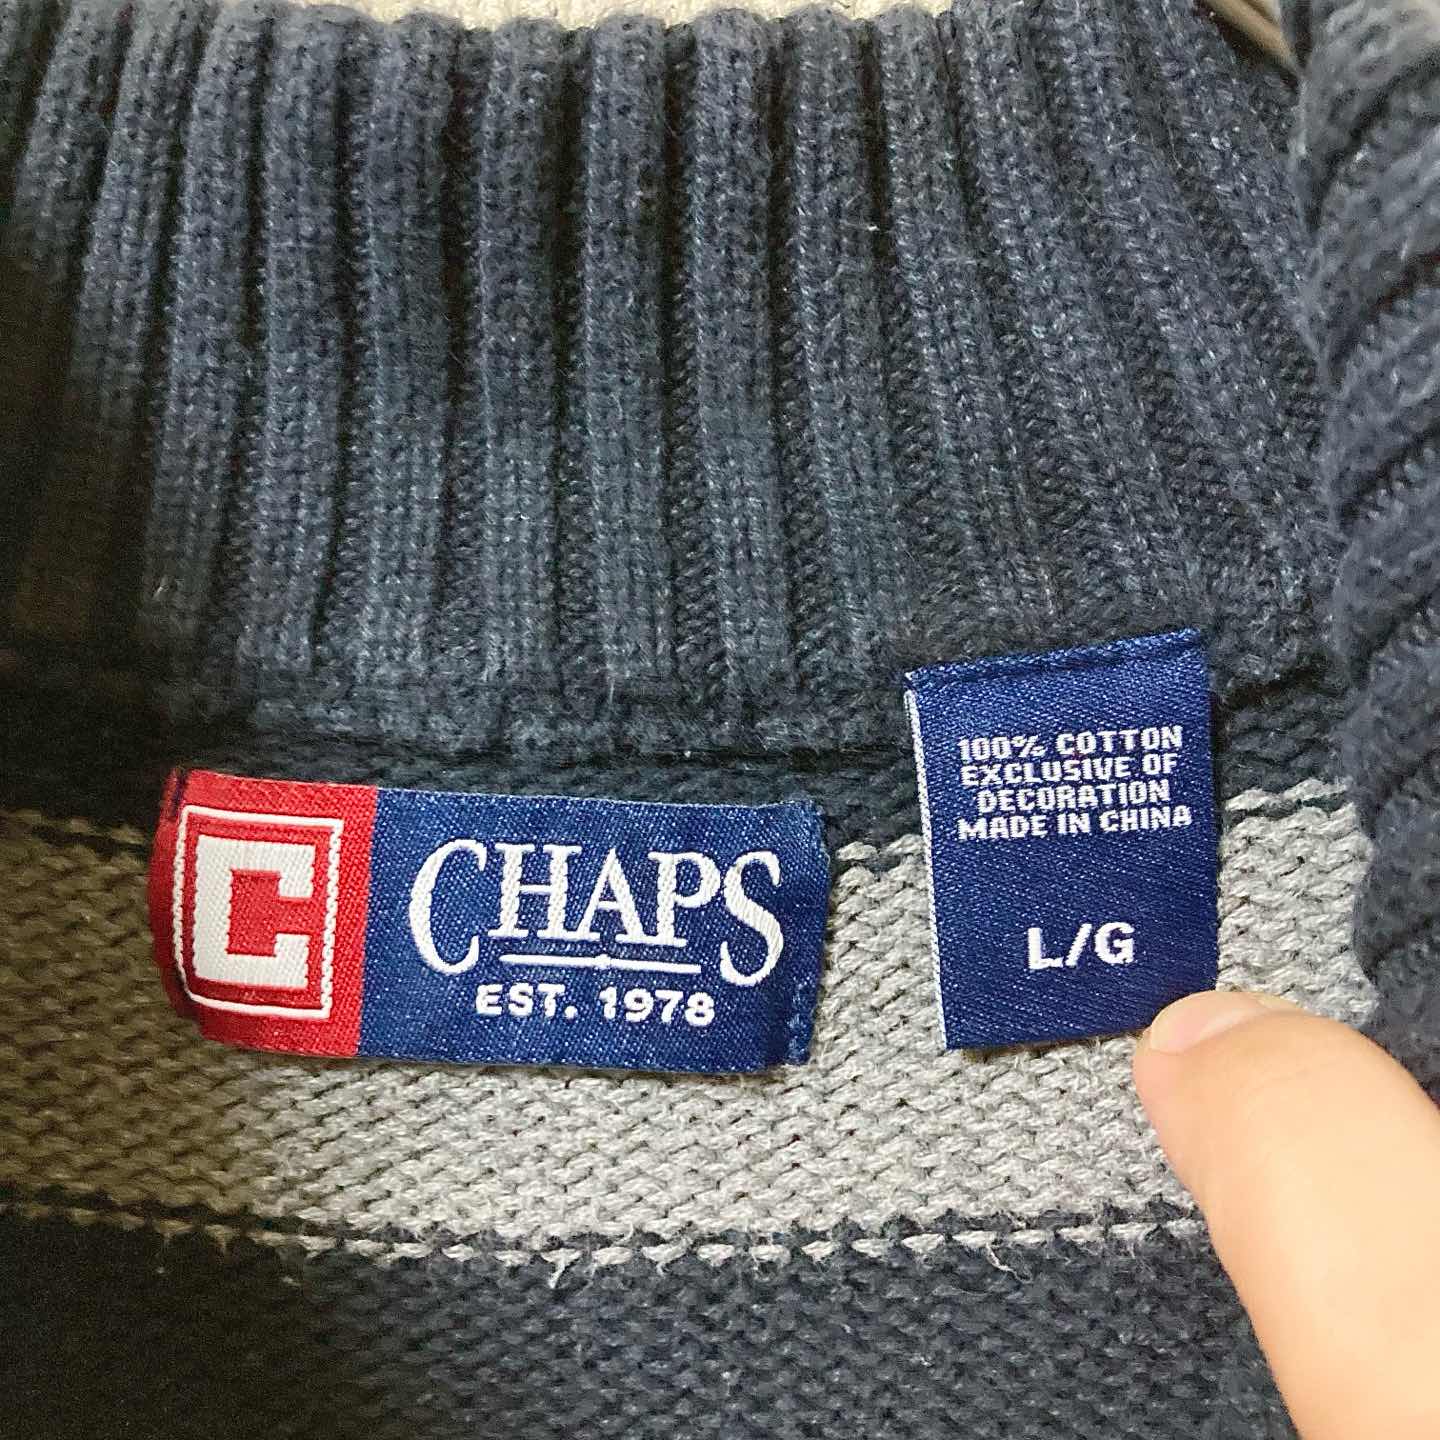 C
CHAPS
EST. 1978
100% COTTON
EXCLUSIVE OF
DECORATION
MADE IN CHINA
L/G